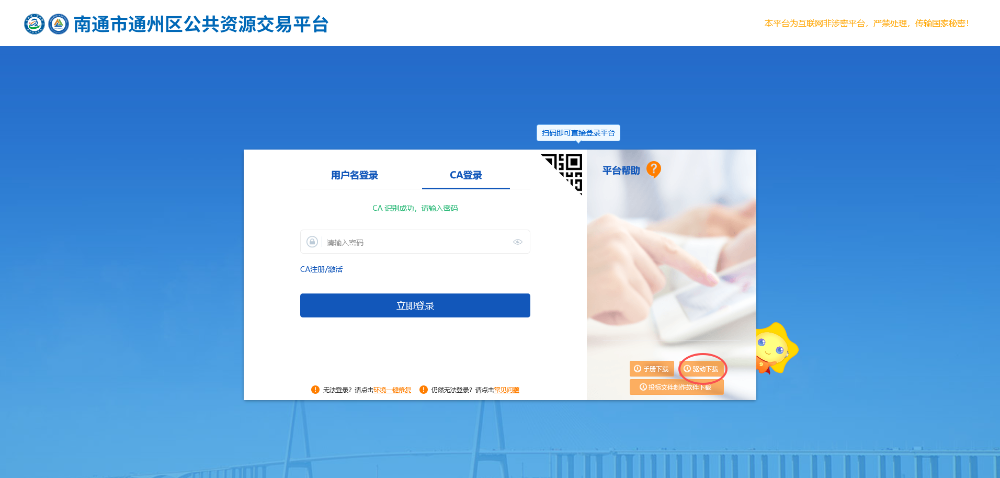 南通市通州区公共资源交易平台
本平台为互联网非涉密平台，严禁处理，传输国家秘密！
扫码即可直接登录平台
用户名登录 CA登录
CA 识别成功，请输入密码
请输入密码
CA注册/激活
立即登录
无法登录？请点击环境一键修复 仍然无法登录？请点击常见问题
平台帮助
手册下载 驱动下载
投标文件制作软件下载